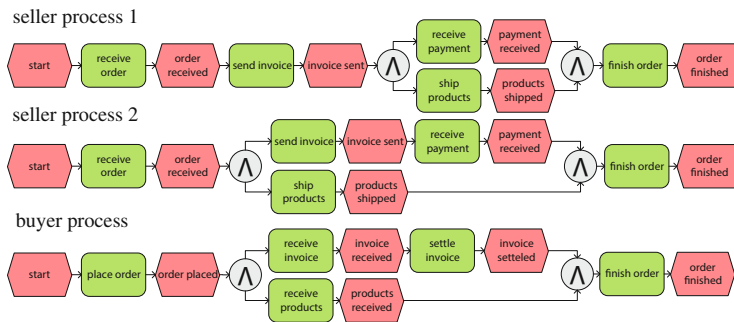 seller process 1
receive
payment
payment
received
start
receive
order
order
received
send invoice
invoice sent
Λ
Λ
finish order
order
finished
ship
products
products
shipped
seller process 2
send invoice
invoice sent
receive
payment
payment
received
start
receive
order
order
received
Λ
Λ
finish order
order
finished
ship
products
products
shipped
buyer process
receive
invoice
invoice
received
settle
invoice
invoice
setteled
start
place order
order placed
Λ
Λ
finish order
order
finished
receive
products
products
received